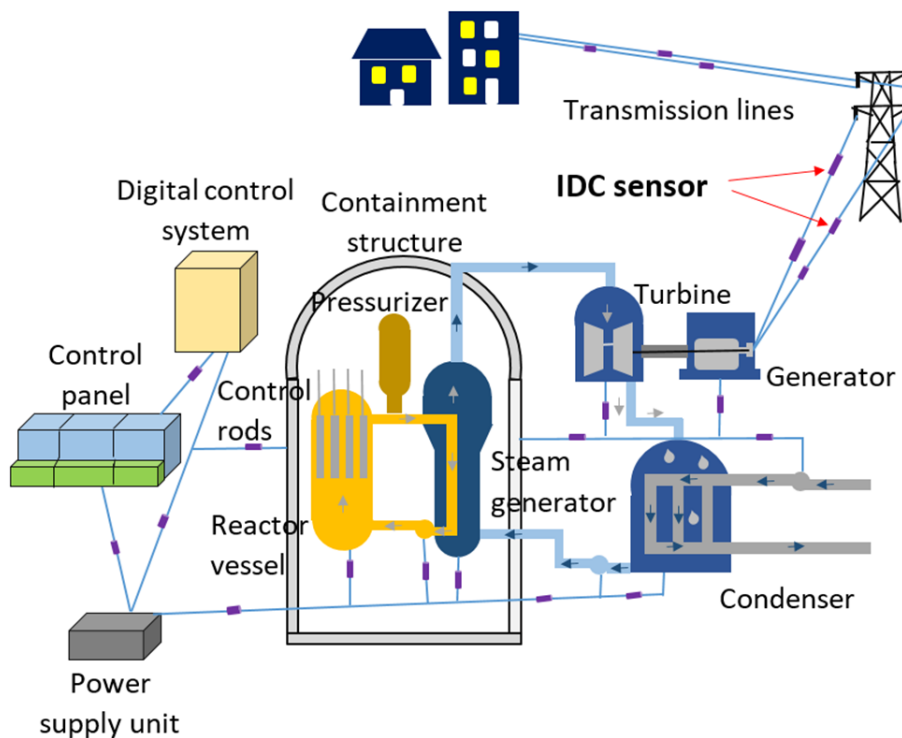 Transmission lines
IDC sensor
Digital control
system
Containment
structure
Pressurizer
Turbine
Control
panel
Control
rods
Generator
Steam
generator
Reactor
vessel
Condenser
Power
supply unit